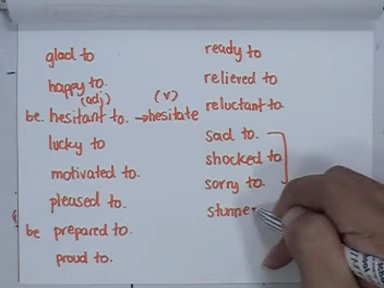 glad to
happy to.
(adj) (v)
be. hesitant to. → hesitate
lucky to
motivated to.
pleased to.
be prepared to.
proud to.
ready to
relieved to
reluctant to
sad to.
shocked to
sorry to.
stunne